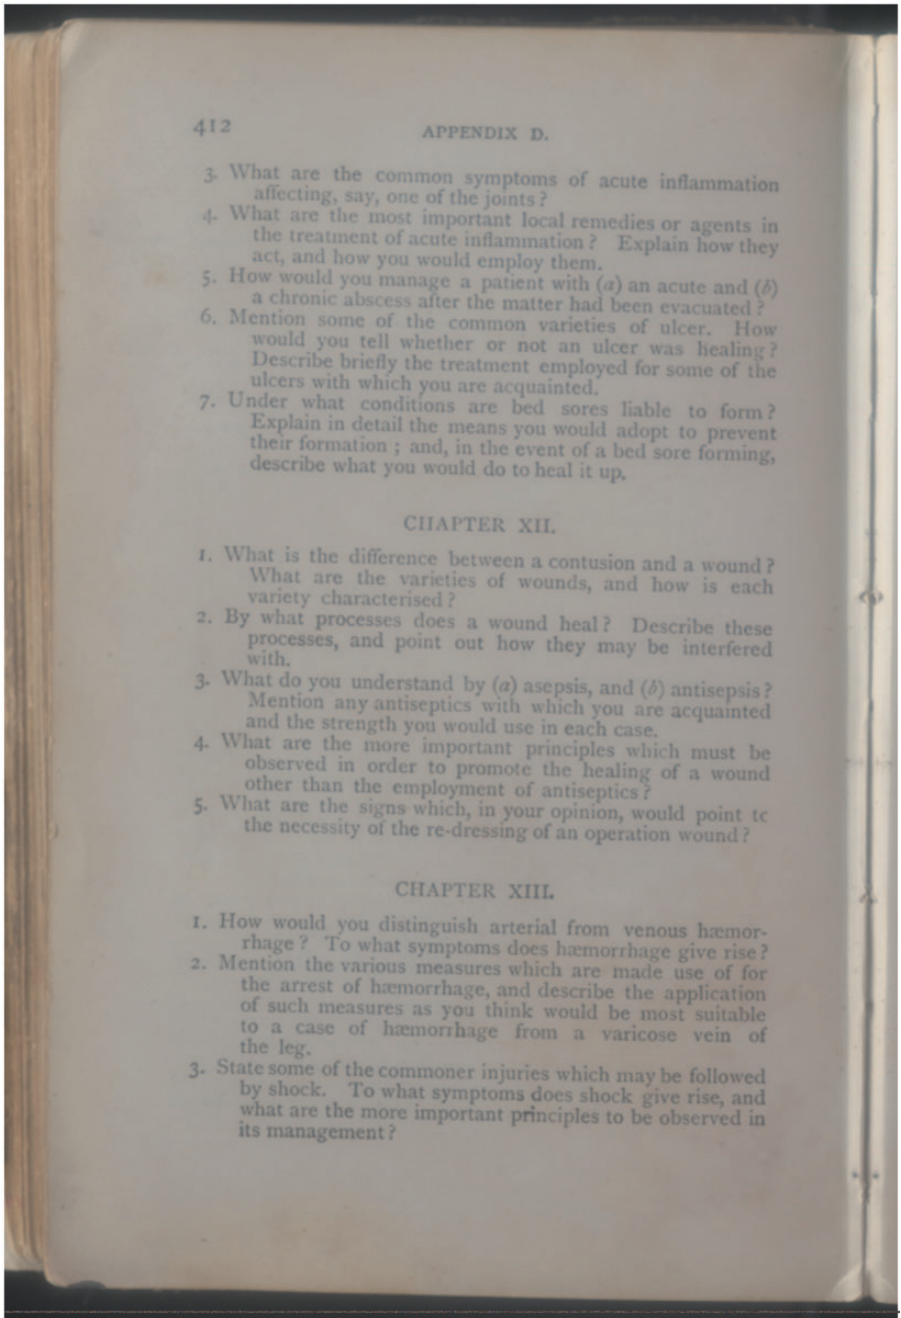 412 APPENDIX D.
3. What are the common symptoms of acute inflammation
affecting, say, one of the joints?
4. What are the most important local remedies or agents in
the treatment of acute inflammation? Explain how they
act, and how you would employ them.
5. How would you manage a patient with (a) an acute and (b)
a chronic abscess after the matter had been evacuated?
6. Mention some of the common varieties of ulcer. How
would you tell whether or not an ulcer was healing?
Describe briefly the treatment employed for some of the
ulcers with which you are acquainted.
7. Under what conditions are bed sores liable to form?
Explain in detail the means you would adopt to prevent
their formation; and, in the event of a bed sore forming,
describe what you would do to heal it up.
CHAPTER XII.
1. What is the difference between a contusion and a wound?
What are the varieties of wounds, and how is each
variety characterised?
2. By what processes does a wound heal? Describe these
processes, and point out how they may be interfered
with.
3. What do you understand by (a) asepsis, and (b) antisepsis?
Mention any antiseptics with which you are acquainted
and the strength you would use in each case.
4. What are the more important principles which must be
observed in order to promote the healing of a wound
other than the employment of antiseptics?
5. What are the signs which, in your opinion, would point to
the necessity of the re-dressing of an operation wound?
CHAPTER XIII.
1. How would you distinguish arterial from venous hæmor-
rhage? To what symptoms does hæmorrhage give rise?
2. Mention the various measures which are made use of for
the arrest of hæmorrhage, and describe the application
of such measures as you think would be most suitable
to a case of hæmorrhage from a varicose vein of
the leg.
3. State some of the commoner injuries which may be followed
by shock. To what symptoms does shock give rise, and
what are the more important principles to be observed in
its management?